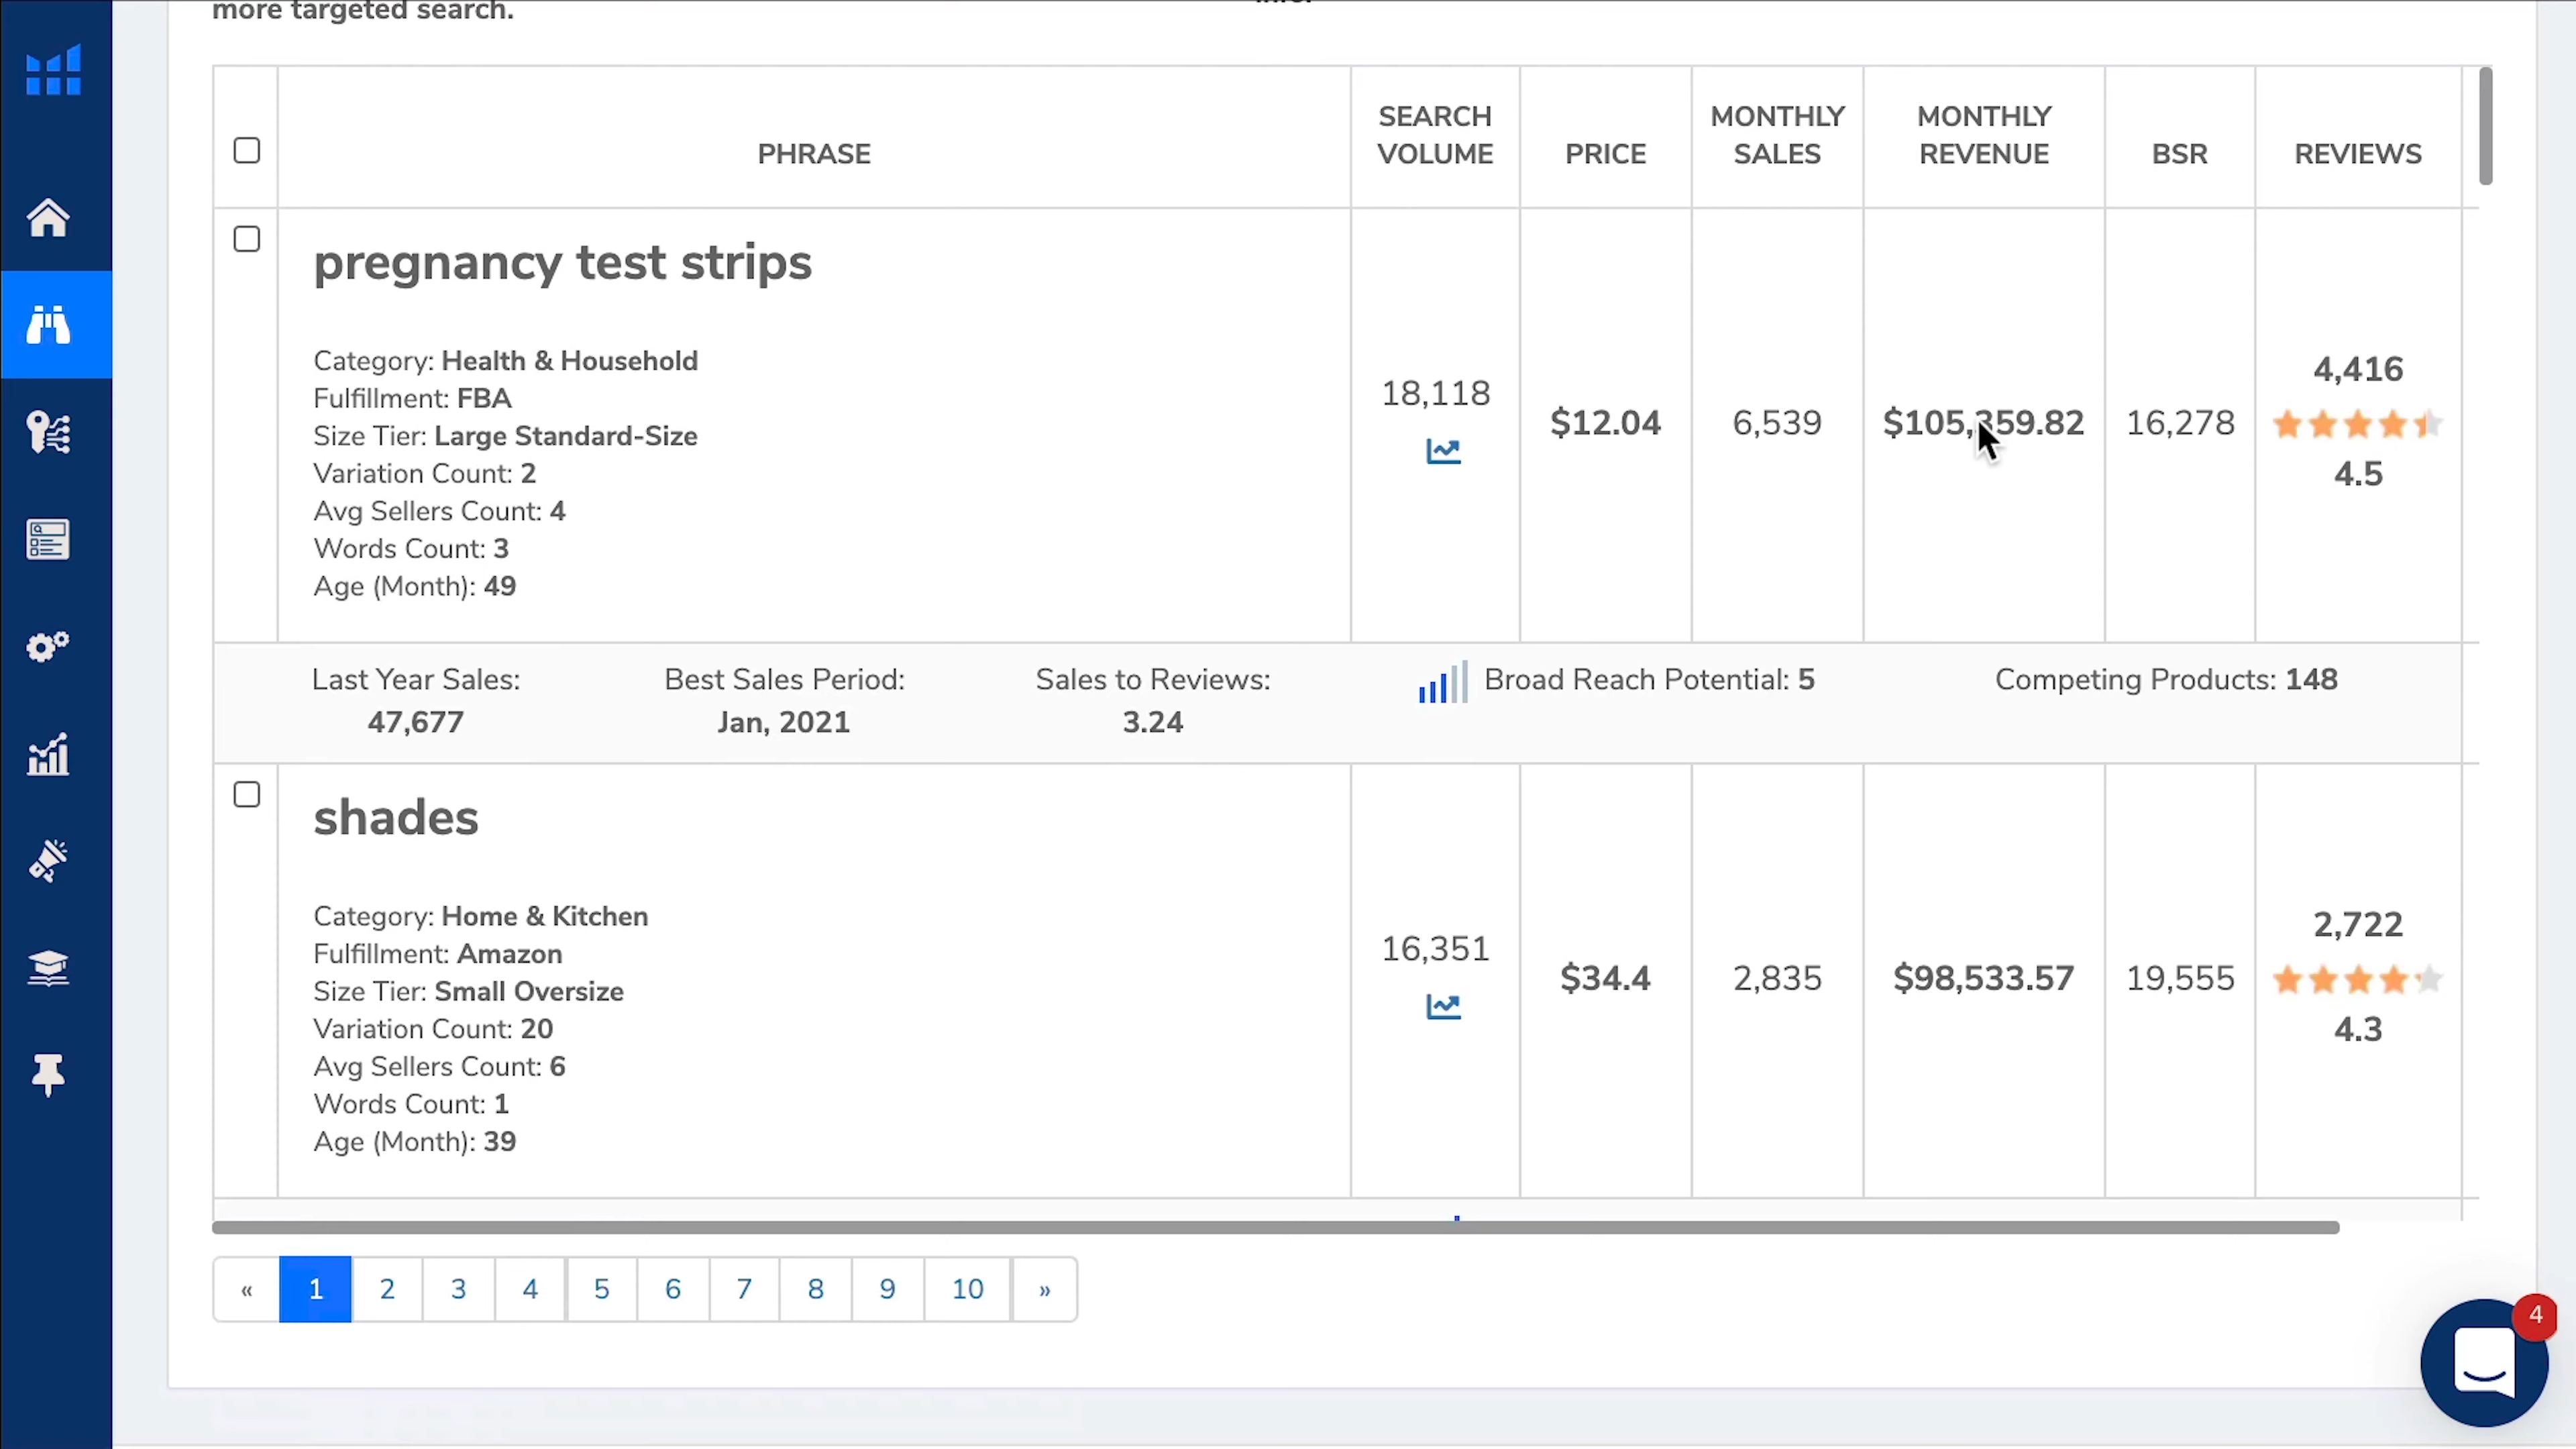 more targeted search.
PHRASE
SEARCH
VOLUME
PRICE
MONTHLY
SALES
MONTHLY
REVENUE
BSR
REVIEWS
pregnancy test strips
Category: Health & Household
Fulfillment: FBA
Size Tier: Large Standard-Size
Variation Count: 2
Avg Sellers Count: 4
Words Count: 3
Age (Month): 49
18,118
$12.04
6,539
$105,359.82
16,278
4,416
4.5
Last Year Sales:
47,677
Best Sales Period:
Jan, 2021
Sales to Reviews:
3.24
Broad Reach Potential: 5
Competing Products: 148
shades
Category: Home & Kitchen
Fulfillment: Amazon
Size Tier: Small Oversize
Variation Count: 20
Avg Sellers Count: 6
Words Count: 1
Age (Month): 39
16,351
$34.4
2,835
$98,533.57
19,555
2,722
4.3
« 1 2 3 4 5 6 7 8 9 10 »
4